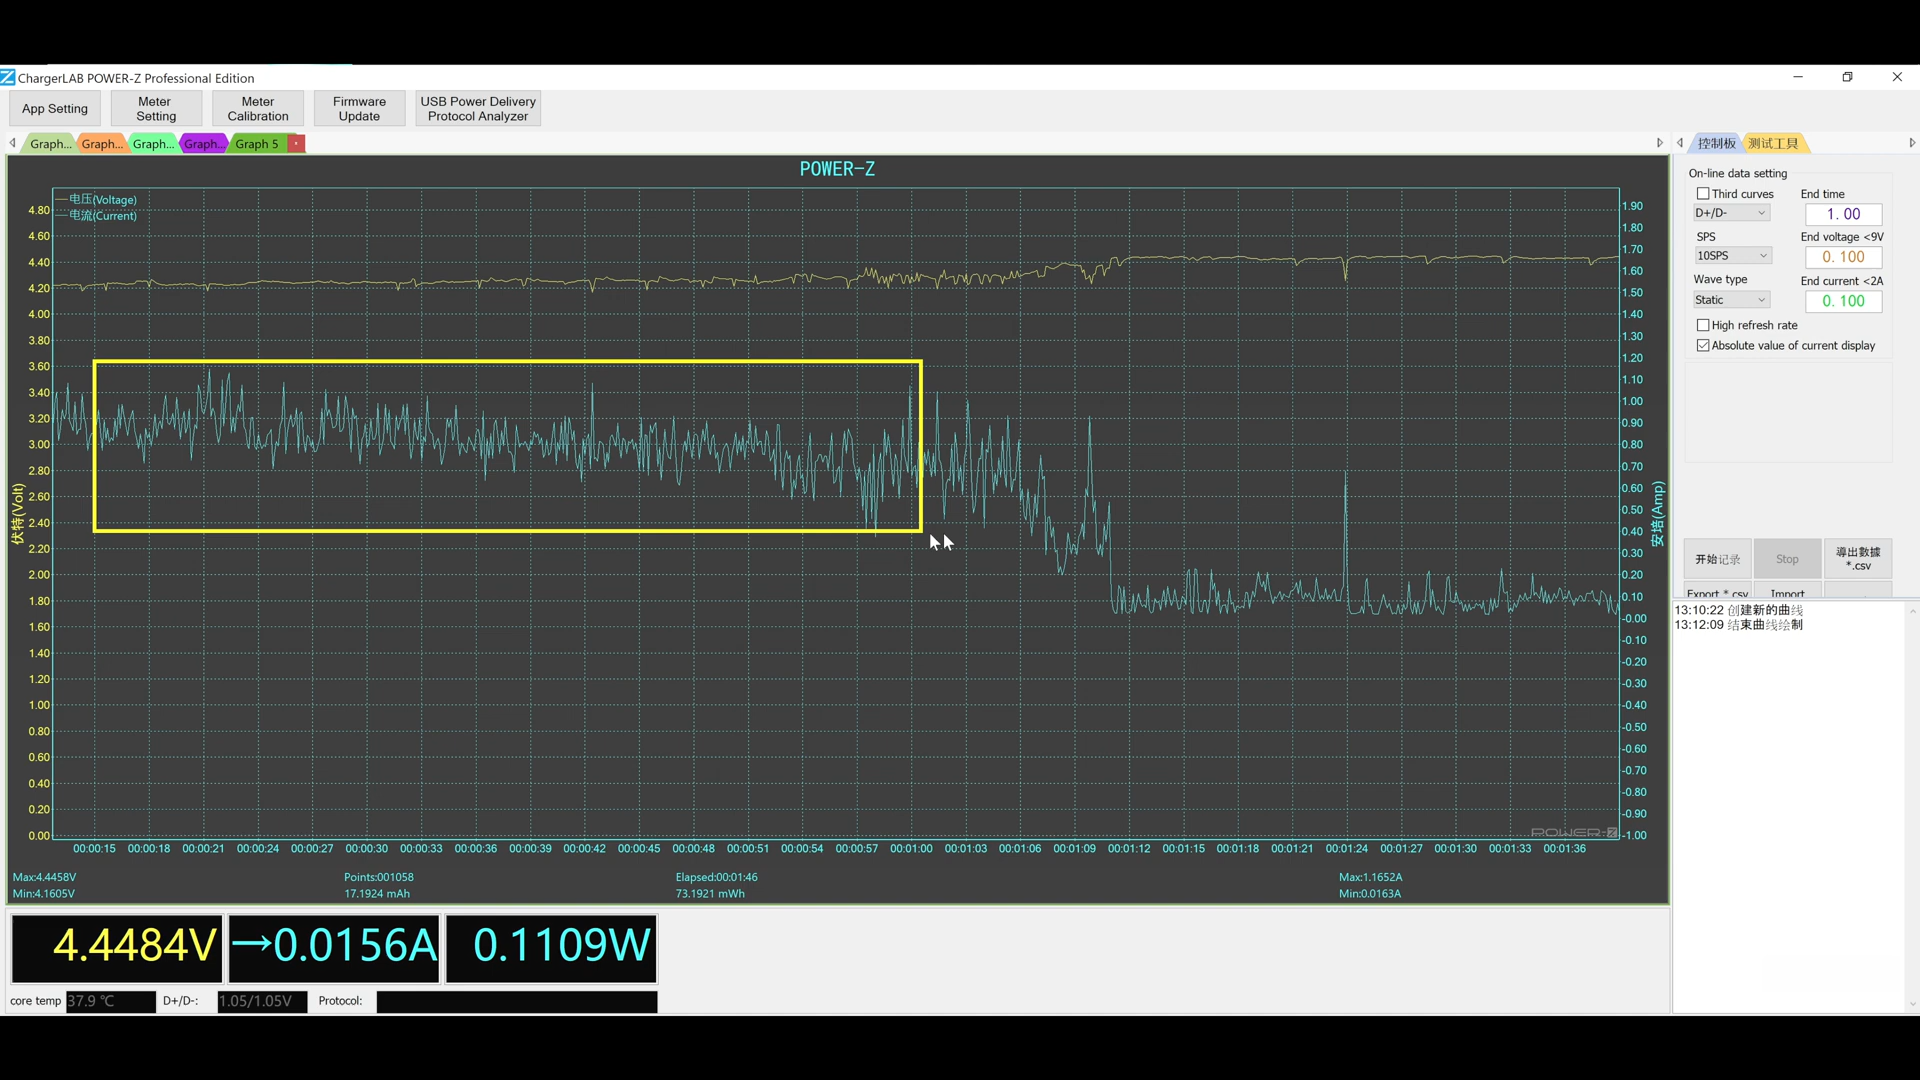 ChargerLAB POWER-Z Professional Edition
App Setting
Meter
Setting
Meter
Calibration
Firmware
Update
USB Power Delivery
Protocol Analyzer
Graph...
Graph...
Graph...
Graph...
Graph 5
控制板
测试工具
POWER-Z
电压(Voltage)
电流(Current)
4.80
4.60
4.40
4.20
4.00
3.80
3.60
3.40
3.20
3.00
2.80
2.60
2.40
2.20
2.00
1.80
1.60
1.40
1.20
1.00
0.80
0.60
0.40
0.20
0.00
伏特(Volt)
1.90
1.80
1.70
1.60
1.50
1.40
1.30
1.20
1.10
1.00
0.90
0.80
0.70
0.60
0.50
0.40
0.30
0.20
0.10
-0.00
-0.10
-0.20
-0.30
-0.40
-0.50
-0.60
-0.70
-0.80
-0.90
-1.00
安培(Amp)
POWER-Z
00:00:15 00:00:18 00:00:21 00:00:24 00:00:27 00:00:30 00:00:33 00:00:36 00:00:39 00:00:42 00:00:45 00:00:48 00:00:51 00:00:54 00:00:57 00:01:00 00:01:03 00:01:06 00:01:09 00:01:12 00:01:15 00:01:18 00:01:21 00:01:24 00:01:27 00:01:30 00:01:33 00:01:36
Max:4.4458V Points:001058 Elapsed:00:01:46 Max:1.1652A
Min:4.1605V 17.1924 mAh 73.1921 mWh Min:0.0163A
4.4484V →0.0156A 0.1109W
core temp 37.9 ℃ D+/D-: 1.05/1.05V Protocol:
On-line data setting
Third curves End time
D+/D- 1.00
SPS End voltage <9V
10SPS 0.100
Wave type End current <2A
Static 0.100
High refresh rate
Absolute value of current display
开始记录
Stop
導出數據
*.csv
Export *.csv
Import
13:10:22 创建新的曲线
13:12:09 结束曲线绘制